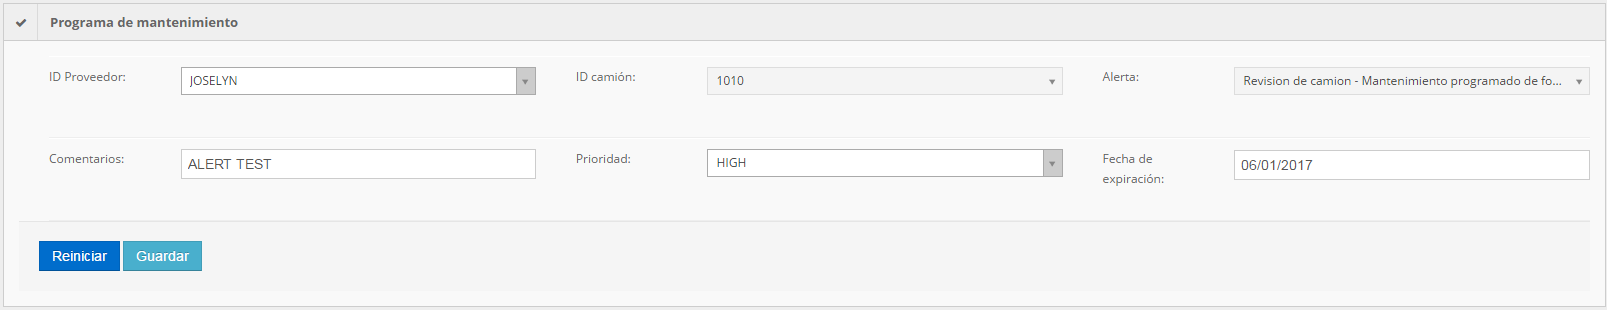 Programa de mantenimiento
ID Proveedor:
JOSELYN
ID camión:
1010
Alerta:
Revision de camion - Mantenimiento programado de fo...
Comentarios:
ALERT TEST
Prioridad:
HIGH
Fecha de
expiración:
06/01/2017
Reiniciar
Guardar